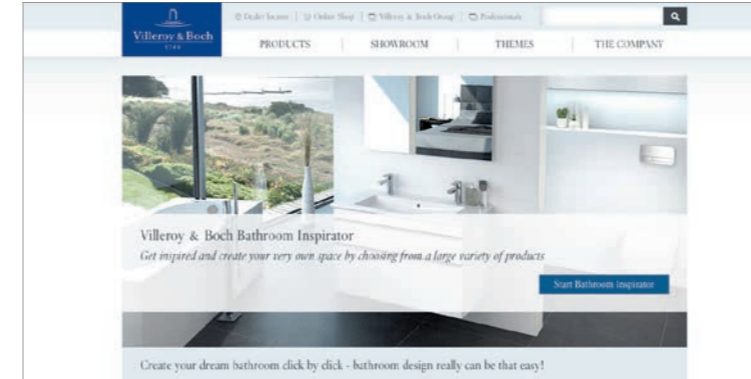 Dealer locator | Online Shop | Villeroy & Boch Group | Professionals
Villeroy & Boch
1748
PRODUCTS | SHOWROOM | THEMES | THE COMPANY
Villeroy & Boch Bathroom Inspirator
Get inspired and create your very own space by choosing from a large variety of products
Start Bathroom Inspirator
Create your dream bathroom click by click - bathroom design really can be that easy!